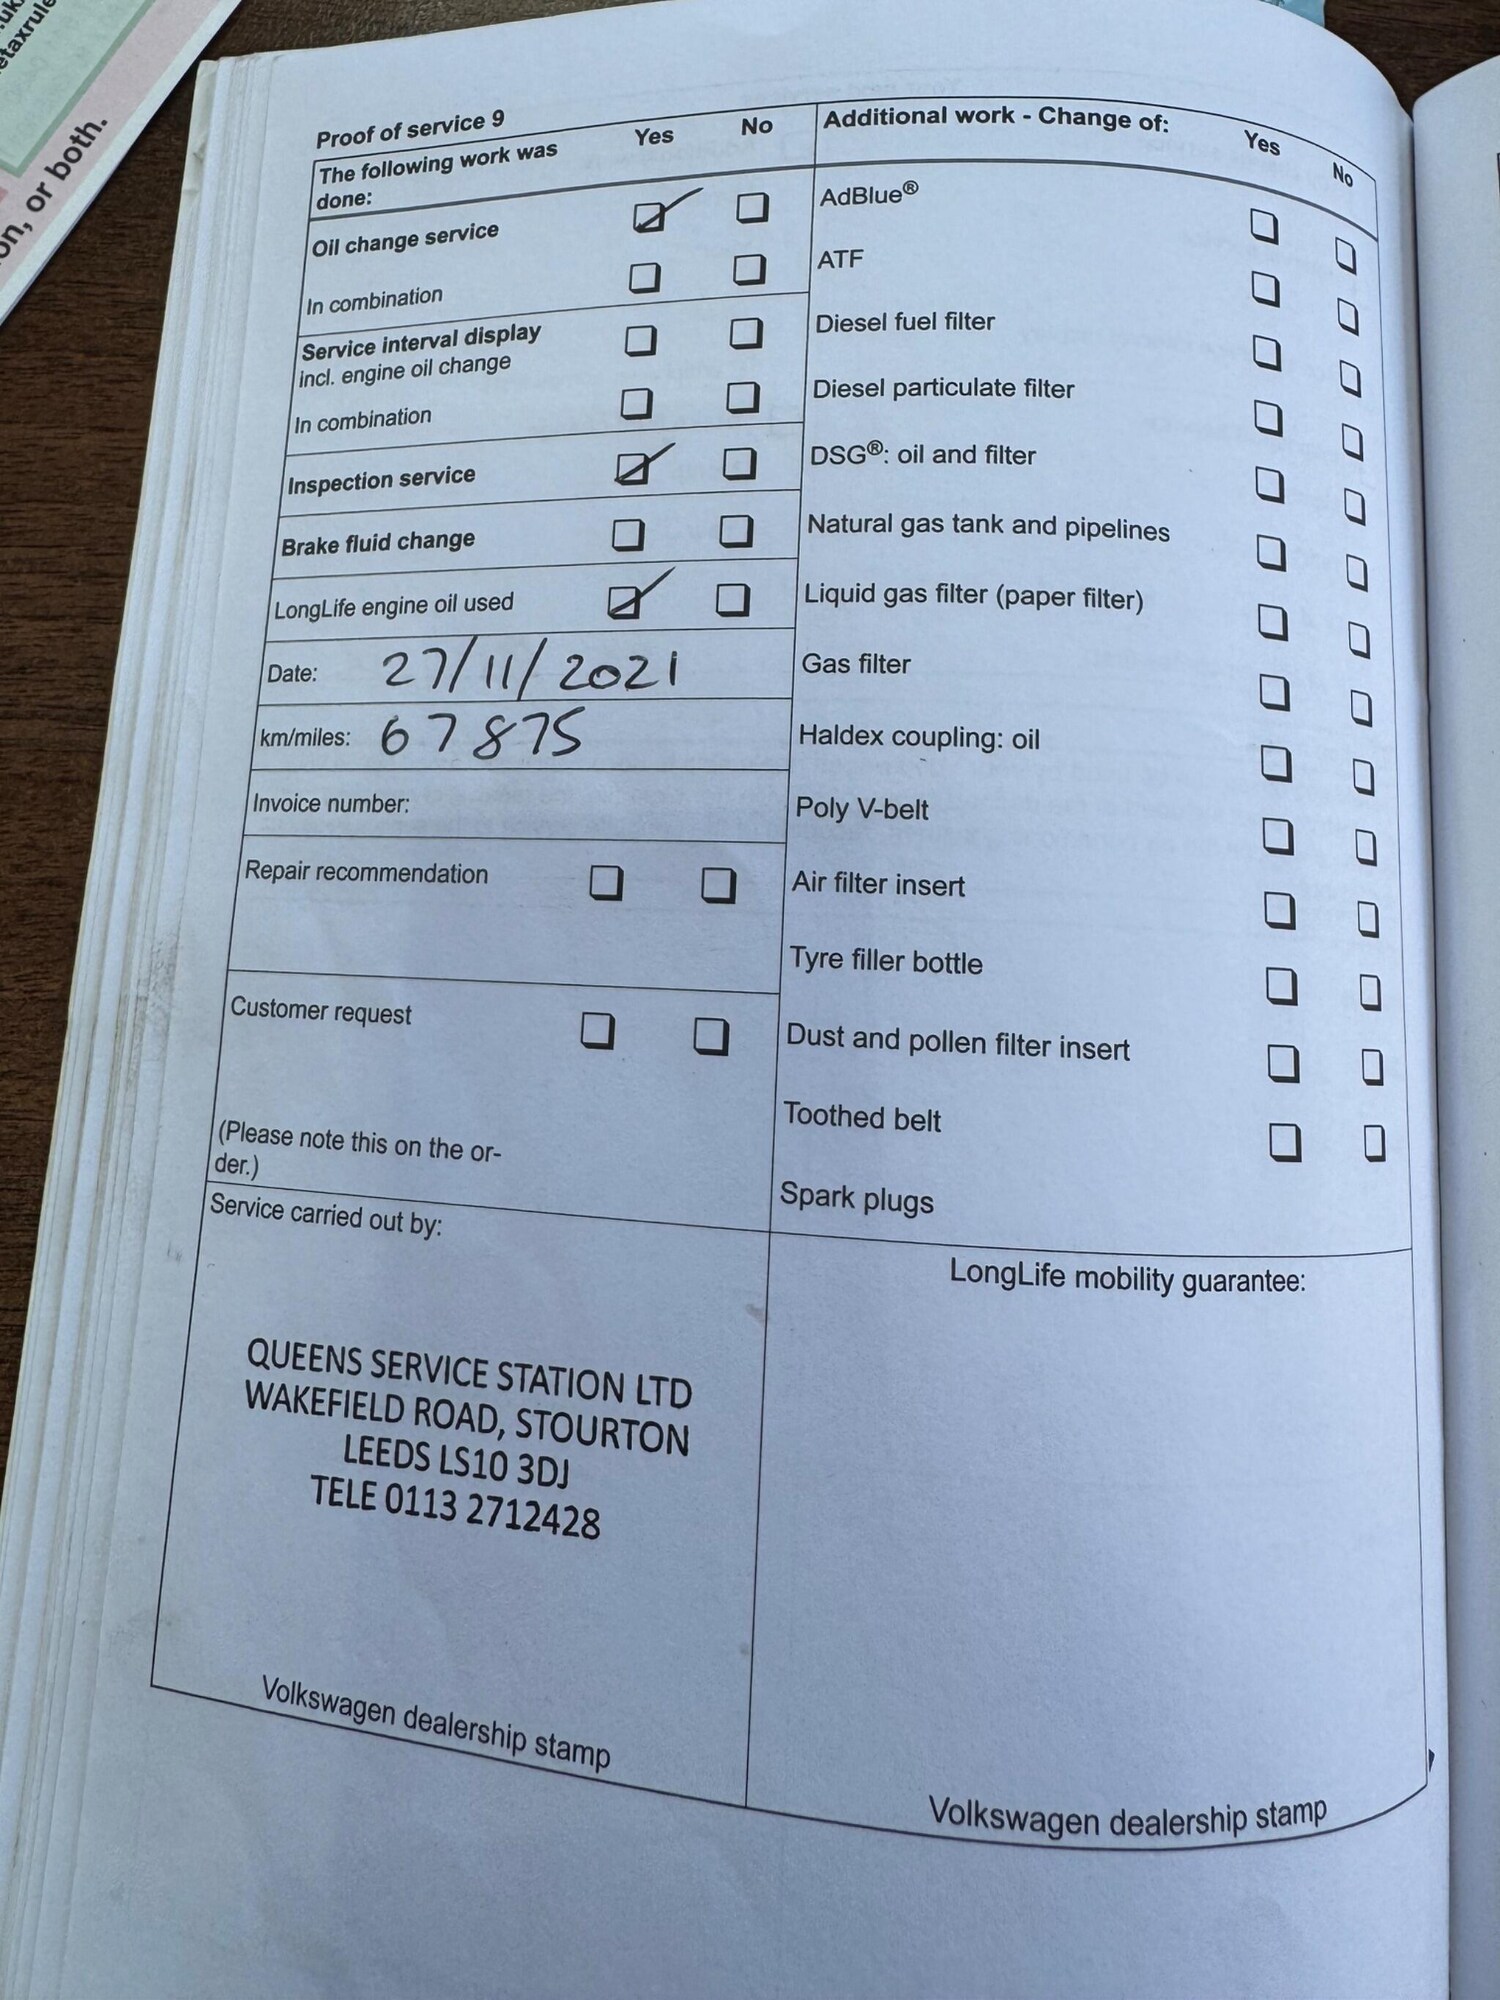 etaxrule
on, or both.
Proof of service 9
The following work was
done:
Yes
No
Oil change service
In combination
Service interval display
incl. engine oil change
In combination
Inspection service
Brake fluid change
LongLife engine oil used
Date: 27/11/2021
km/miles: 67875
Invoice number:
Repair recommendation
Customer request
(Please note this on the or-
der.)
Service carried out by:
QUEENS SERVICE STATION LTD
WAKEFIELD ROAD, STOURTON
LEEDS LS10 3DJ
TELE 0113 2712428
Volkswagen dealership stamp
Additional work - Change of:
Yes
No
AdBlue®
ATF
Diesel fuel filter
Diesel particulate filter
DSG®: oil and filter
Natural gas tank and pipelines
Liquid gas filter (paper filter)
Gas filter
Haldex coupling: oil
Poly V-belt
Air filter insert
Tyre filler bottle
Dust and pollen filter insert
Toothed belt
Spark plugs
LongLife mobility guarantee:
Volkswagen dealership stamp